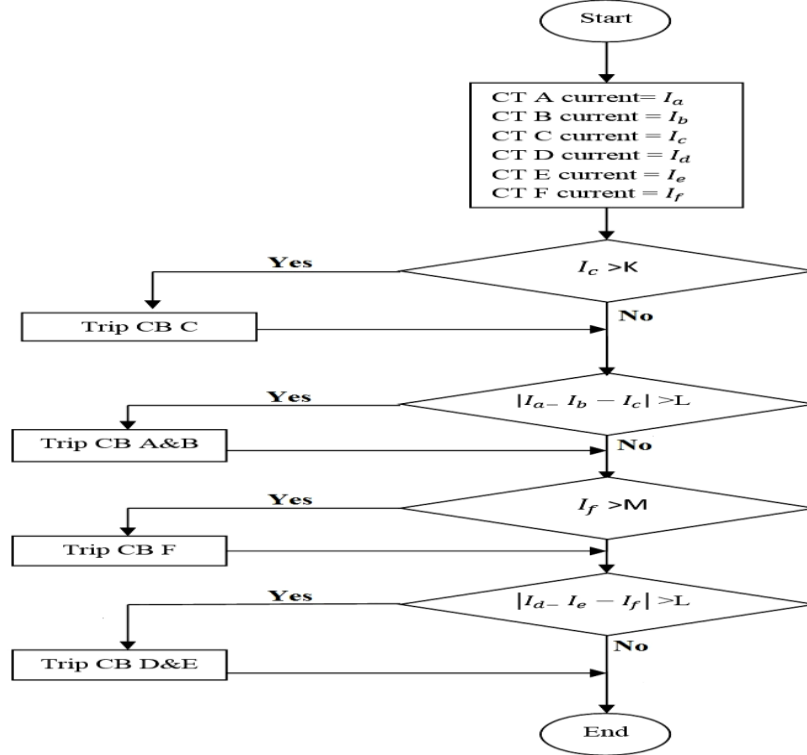 Start
CT A current= Iₐ
CT B current = I_b
CT C current = I_c
CT D current = I_d
CT E current = I_e
CT F current = I_f
I_c >K
Yes
No
Trip CB C
|I_a− I_b − I_c| >L
Yes
No
Trip CB A&B
I_f >M
Yes
Trip CB F
|I_d− I_e − I_f| >L
Yes
No
Trip CB D&E
End